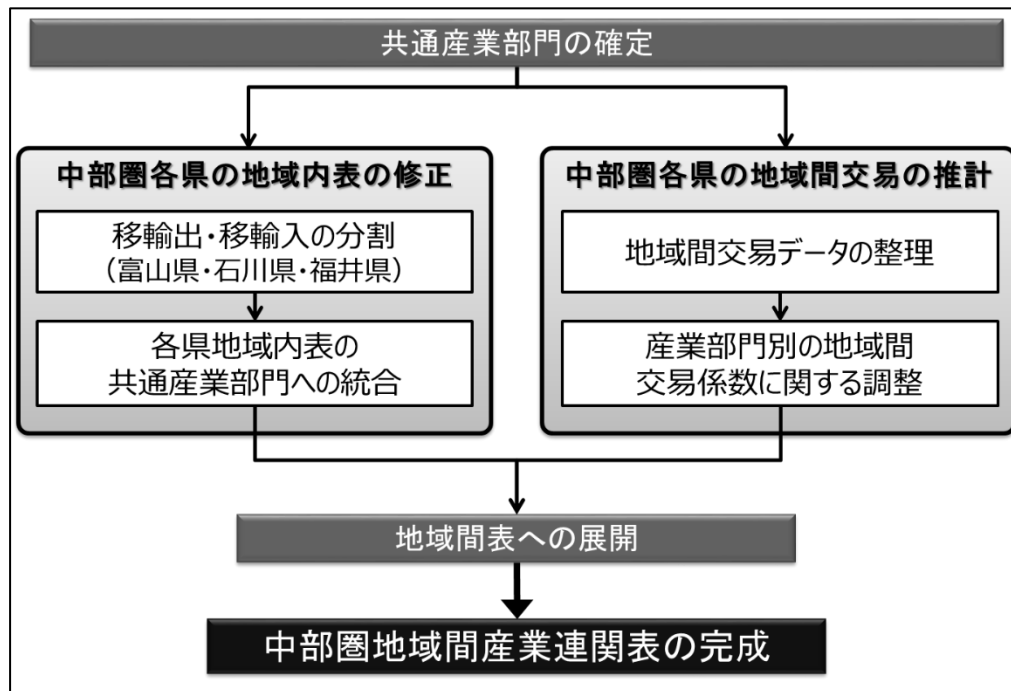 共通産業部門の確定
中部圏各県の地域内表の修正
移輸出・移輸入の分割
（富山県・石川県・福井県）
各県地域内表の
共通産業部門への統合
中部圏各県の地域間交易の推計
地域間交易データの整理
産業部門別の地域間
交易係数に関する調整
地域間表への展開
中部圏地域間産業連関表の完成